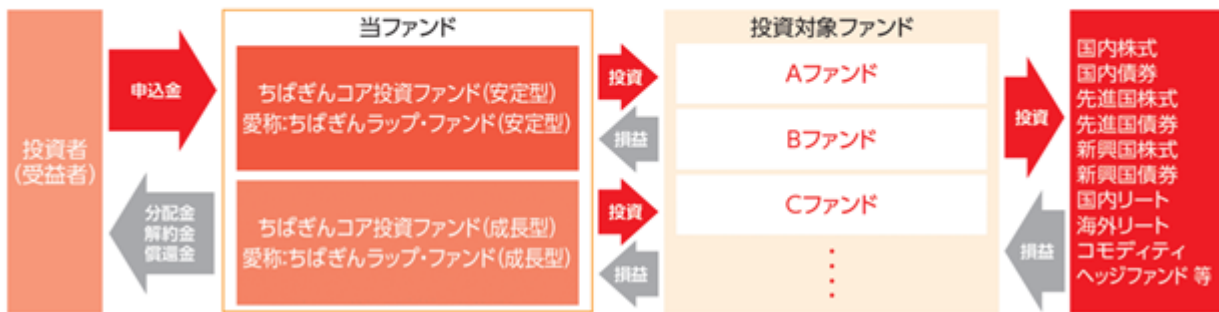 投資者
(受益者)
申込金
分配金
解約金
償還金
当ファンド
ちばぎんコア投資ファンド(安定型)
愛称:ちばぎんラップ・ファンド(安定型)
ちばぎんコア投資ファンド(成長型)
愛称:ちばぎんラップ・ファンド(成長型)
投資
損益
投資
損益
投資対象ファンド
Aファンド
Bファンド
Cファンド
投資
損益
国内株式
国内債券
先進国株式
先進国債券
新興国株式
新興国債券
国内リート
海外リート
コモディティ
ヘッジファンド 等